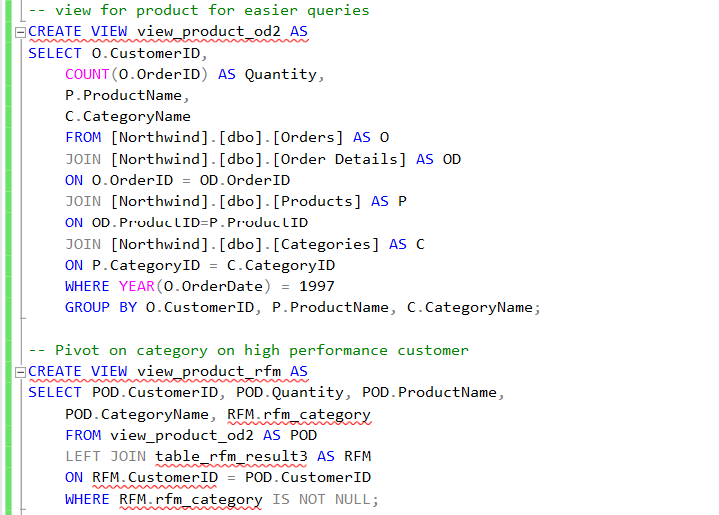 -- view for product for easier queries
CREATE VIEW view_product_od2 AS
SELECT O.CustomerID,
COUNT(O.OrderID) AS Quantity,
P.ProductName,
C.CategoryName
FROM [Northwind].[dbo].[Orders] AS O
JOIN [Northwind].[dbo].[Order Details] AS OD
ON O.OrderID = OD.OrderID
JOIN [Northwind].[dbo].[Products] AS P
ON OD.ProductID=P.ProductID
JOIN [Northwind].[dbo].[Categories] AS C
ON P.CategoryID = C.CategoryID
WHERE YEAR(O.OrderDate) = 1997
GROUP BY O.CustomerID, P.ProductName, C.CategoryName;
-- Pivot on category on high performance customer
CREATE VIEW view_product_rfm AS
SELECT POD.CustomerID, POD.Quantity, POD.ProductName,
POD.CategoryName, RFM.rfm_category
FROM view_product_od2 AS POD
LEFT JOIN table_rfm_result3 AS RFM
ON RFM.CustomerID = POD.CustomerID
WHERE RFM.rfm_category IS NOT NULL;